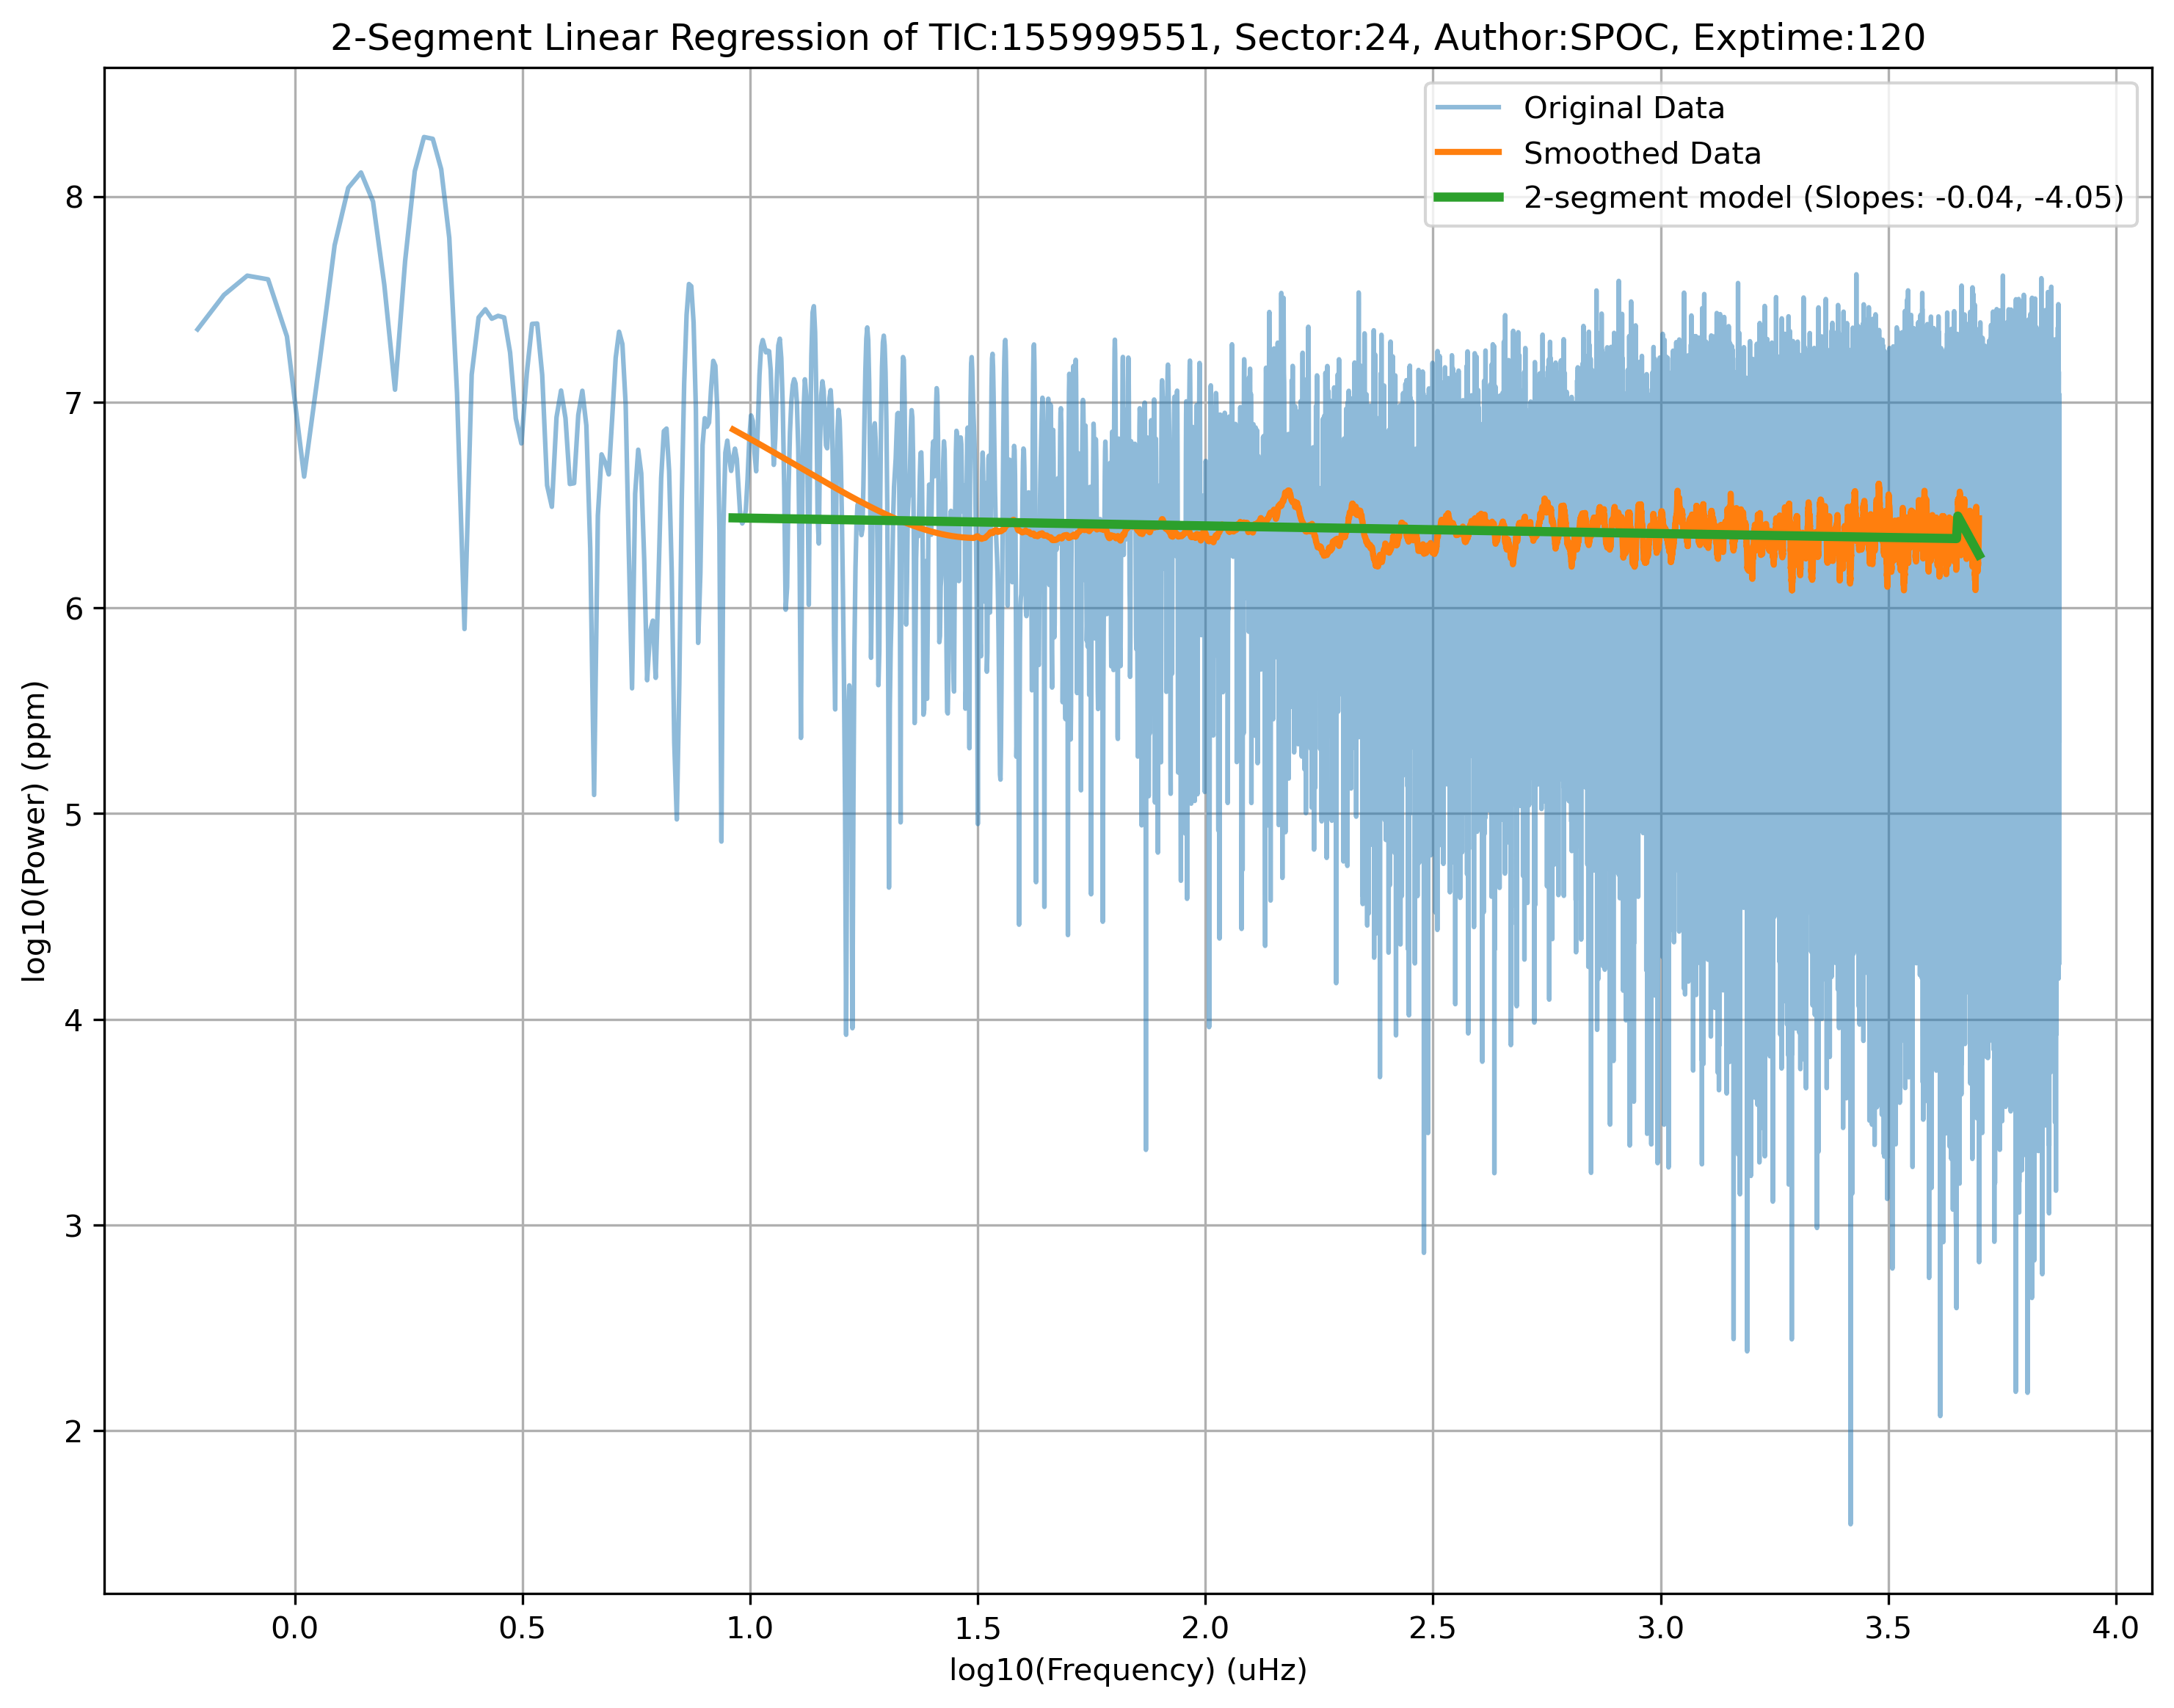 2-Segment Linear Regression of TIC:155999551, Sector:24, Author:SPOC, Exptime:120
Original Data
Smoothed Data
2-segment model (Slopes: -0.04, -4.05)
log10(Power) (ppm)
8
7
6
5
4
3
2
0.0 0.5 1.0 1.5 2.0 2.5 3.0 3.5 4.0
log10(Frequency) (uHz)